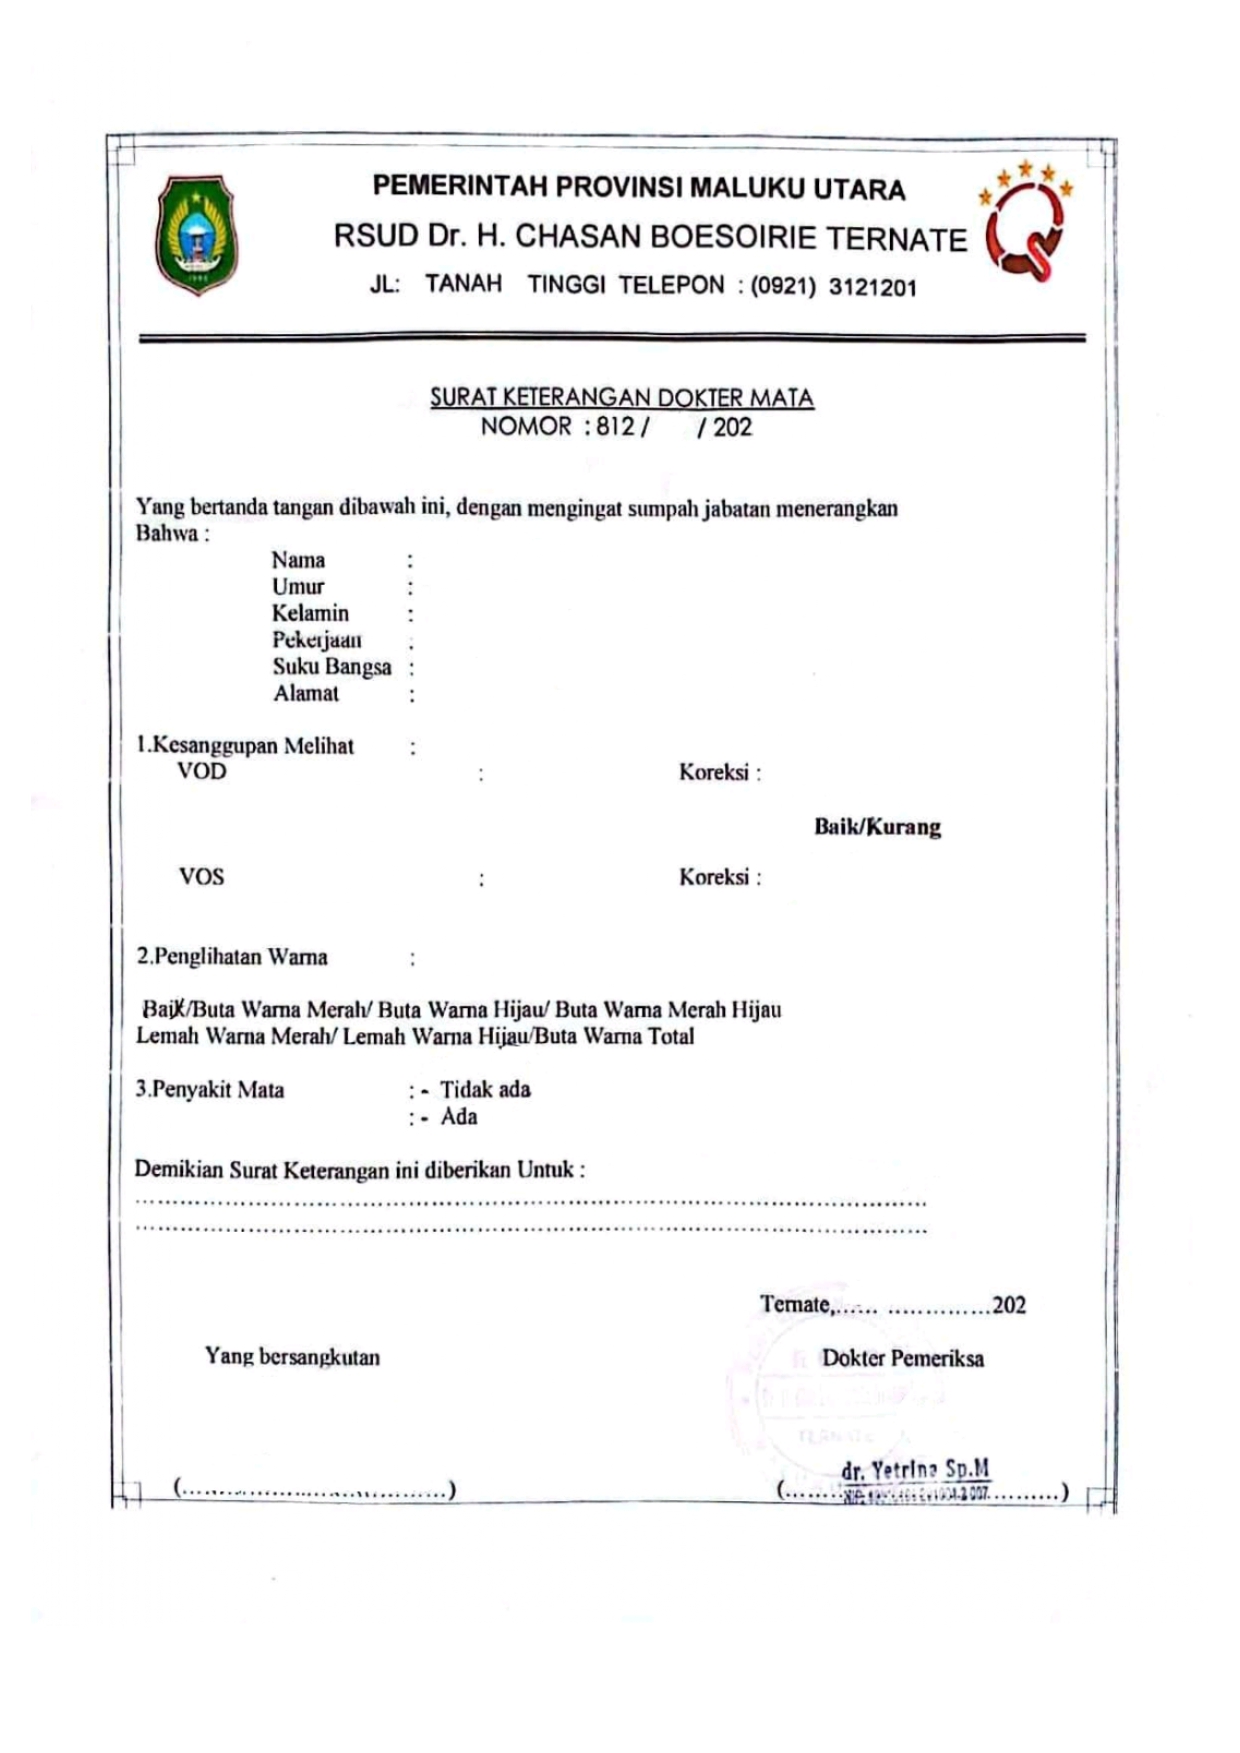 PEMERINTAH PROVINSI MALUKU UTARA
RSUD Dr. H. CHASAN BOESOIRIE TERNATE
JL: TANAH TINGGI TELEPON : (0921) 3121201
SURAT KETERANGAN DOKTER MATA
NOMOR : 812 / / 202
Yang bertanda tangan dibawah ini, dengan mengingat sumpah jabatan menerangkan
Bahwa :
Nama :
Umur :
Kelamin :
Pekerjaan :
Suku Bangsa :
Alamat :
1.Kesanggupan Melihat :
VOD : Koreksi :
Baik/Kurang
VOS : Koreksi :
2.Penglihatan Warna :
Baik/Buta Warna Merah/ Buta Warna Hijau/ Buta Warna Merah Hijau
Lemah Warna Merah/ Lemah Warna Hijau/Buta Warna Total
3.Penyakit Mata : - Tidak ada
: - Ada
Demikian Surat Keterangan ini diberikan Untuk :
Ternate,...... ..............202
Yang bersangkutan Dokter Pemeriksa
dr. Yetrina Sp.M
(....................................) (....................)